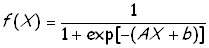 f(X) = 1 / (1 + exp[-(AX + b)])